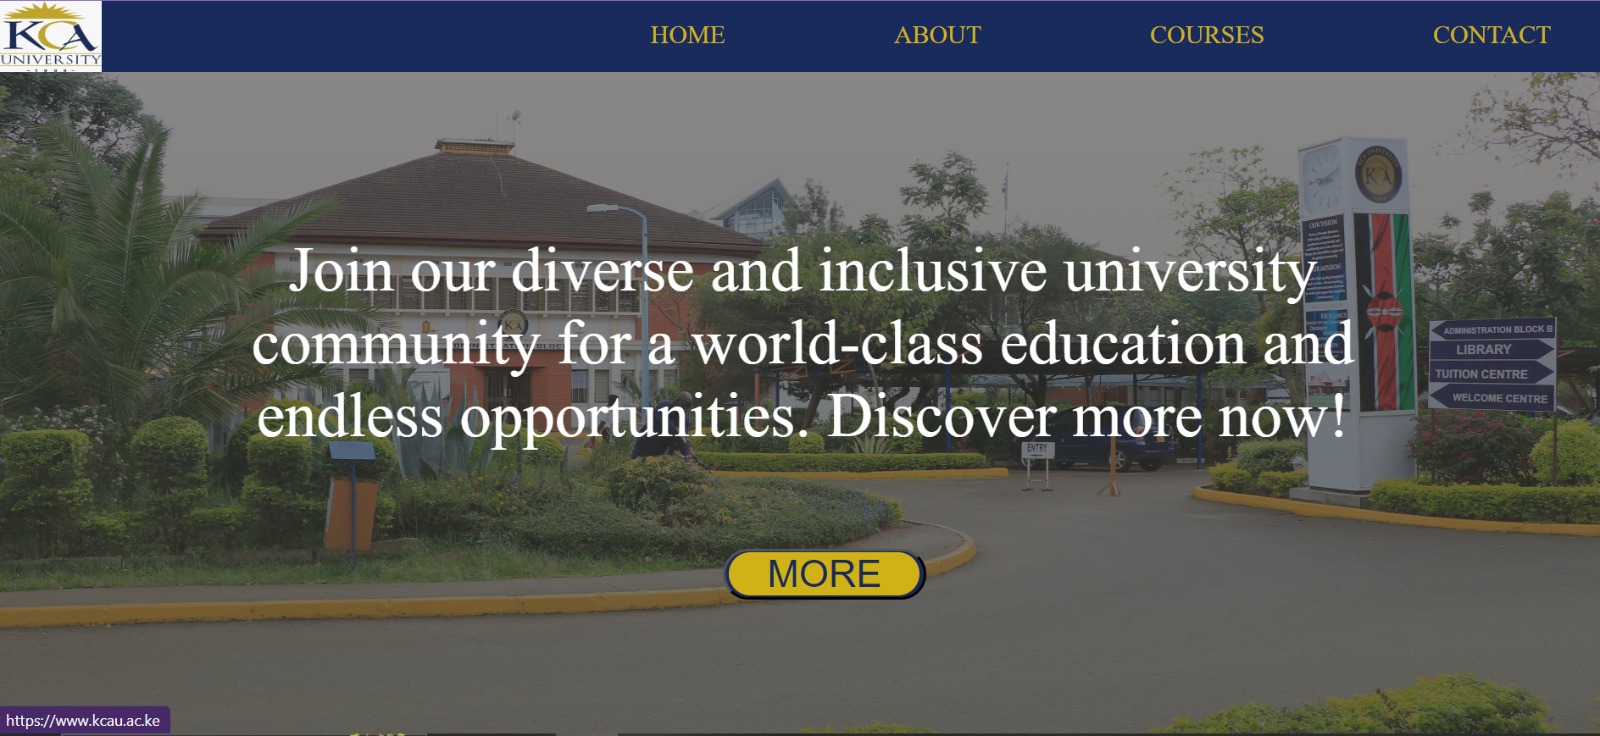 KCA
UNIVERSITY
HOME
ABOUT
COURSES
CONTACT
KCA
OUR VISION
MISSION
Join our diverse and inclusive university
community for a world-class education and
endless opportunities. Discover more now!
KCA
ADMINISTRATION BLOCK B
LIBRARY
TUITION CENTRE
WELCOME CENTRE
ENTRY
MORE
https://www.kcau.ac.ke